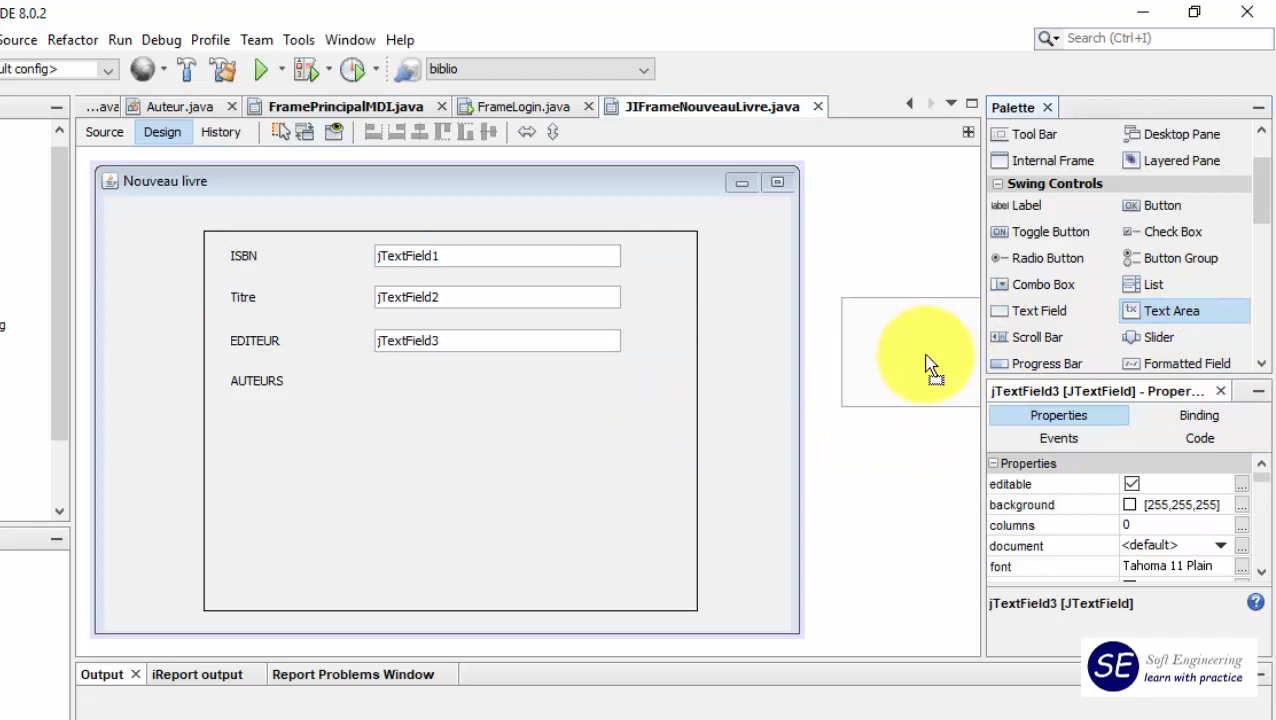 DE 8.0.2
Source Refactor Run Debug Profile Team Tools Window Help
Search (Ctrl+I)
ult config> biblio
...ava Auteur.java FramePrincipalMDI.java FrameLogin.java JIFrameNouveauLivre.java
Source Design History
Nouveau livre
ISBN jTextField1
Titre jTextField2
EDITEUR jTextField3
AUTEURS
g
Palette
Tool Bar Desktop Pane
Internal Frame Layered Pane
Swing Controls
label Label OK Button
ON Toggle Button Check Box
Radio Button Button Group
Combo Box List
Text Field tx Text Area
Scroll Bar Slider
Progress Bar Formatted Field
jTextField3 [JTextField] - Proper...
Properties Binding
Events Code
Properties
editable ...
background [255,255,255] ...
columns 0 ...
document <default> ...
font Tahoma 11 Plain ...
jTextField3 [JTextField]
?
Output iReport output Report Problems Window
SE Soft Engineering
learn with practice